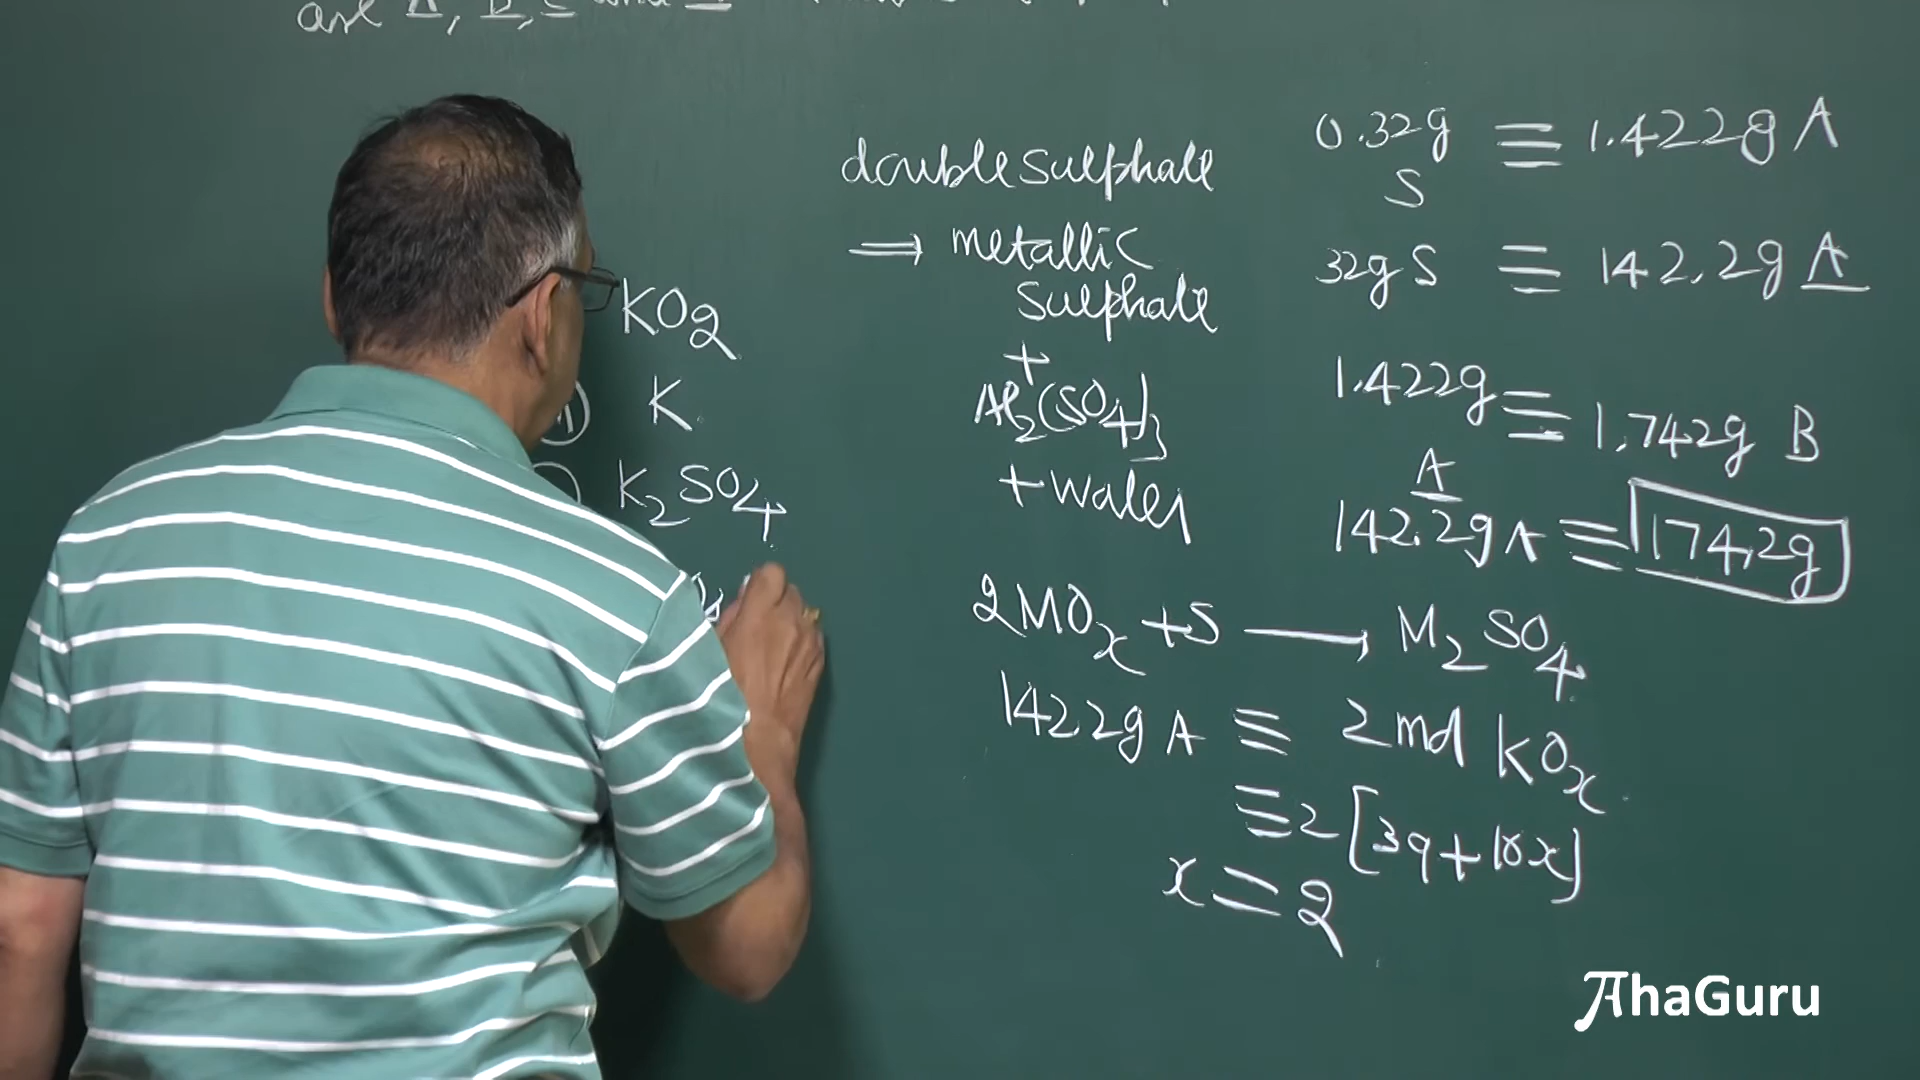 are A, B, C and
KO2
K
K2SO4
double sulphate
⟹ metallic
sulphate
+
Al2(SO4)3
+ water
0.32g ≡ 1.422g A
S
32g S ≡ 142.2g A
1.422g ≡ 1.742g B
A
142.2g A ≡ 174.2g
2MOx + S ⟶ M2SO4
142.2g A ≡ 2 mol KOx
≡ 2[39+16x]
x = 2
AhaGuru